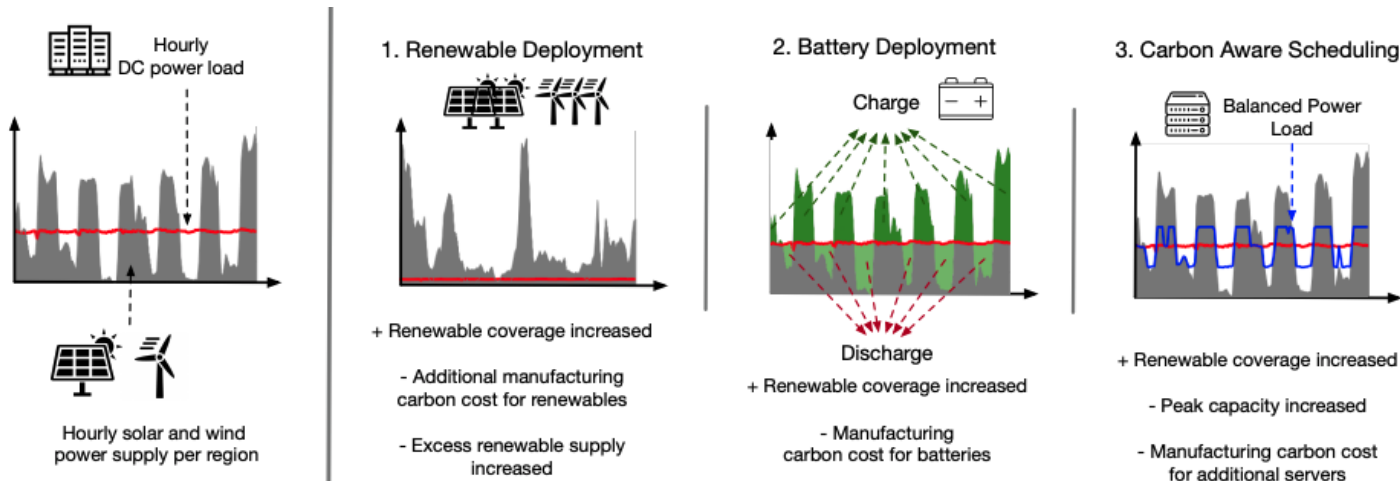 Hourly
DC power load
Hourly solar and wind
power supply per region
1. Renewable Deployment
+ Renewable coverage increased
- Additional manufacturing
carbon cost for renewables
- Excess renewable supply
increased
2. Battery Deployment
Charge
Discharge
+ Renewable coverage increased
- Manufacturing
carbon cost for batteries
3. Carbon Aware Scheduling
Balanced Power
Load
+ Renewable coverage increased
- Peak capacity increased
- Manufacturing carbon cost
for additional servers